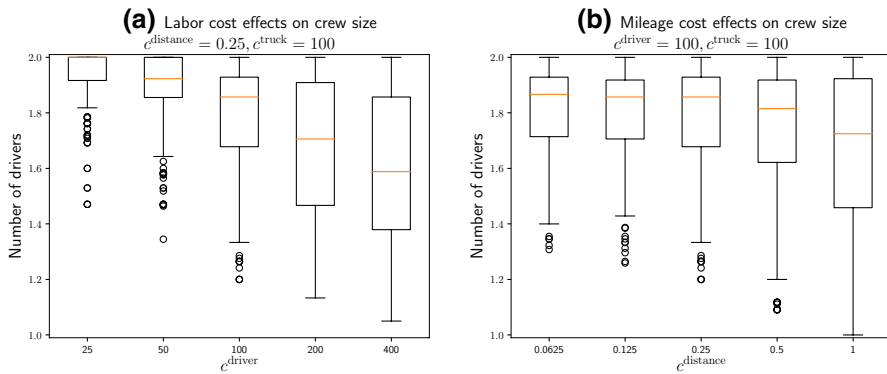 (a) Labor cost effects on crew size
c^distance = 0.25, c^truck = 100
Number of drivers
2.0
1.8
1.6
1.4
1.2
1.0
25 50 100 200 400
c^driver
(b) Mileage cost effects on crew size
c^driver = 100, c^truck = 100
Number of drivers
2.0
1.8
1.6
1.4
1.2
1.0
0.0625 0.125 0.25 0.5 1
c^distance